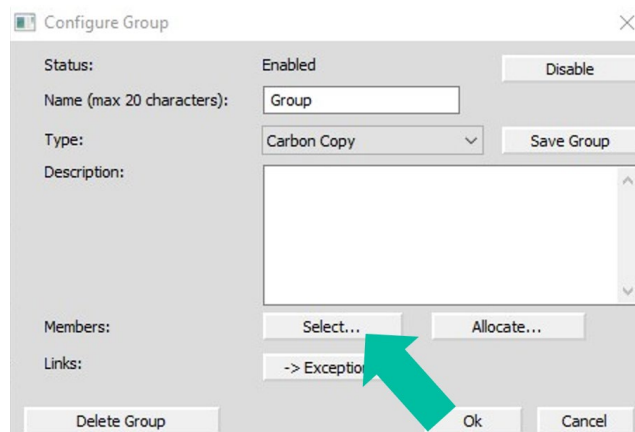 Configure Group
Status: Enabled Disable
Name (max 20 characters): Group
Type: Carbon Copy Save Group
Description:
Members: Select... Allocate...
Links: ->
Delete Group Ok Cancel